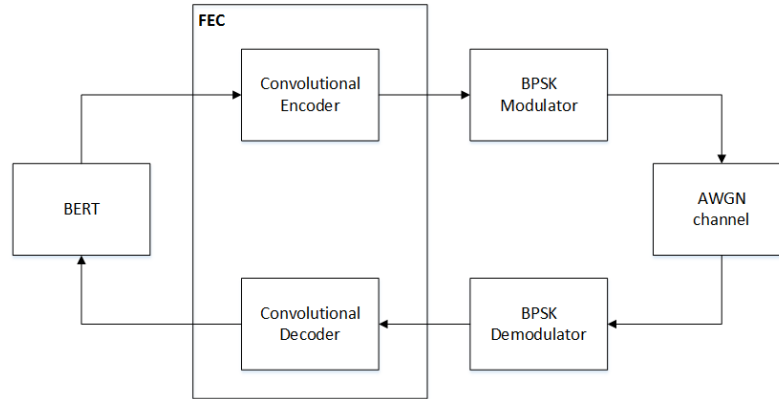 FEC
Convolutional
Encoder
BPSK
Modulator
BERT
AWGN
channel
Convolutional
Decoder
BPSK
Demodulator